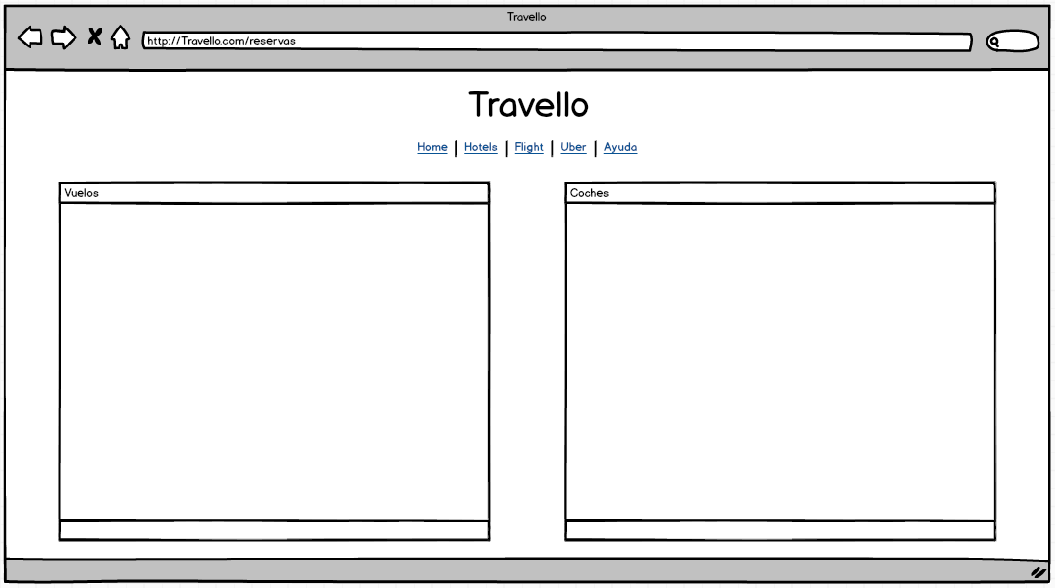 Travello
http://Travello.com/reservas
Travello
Home | Hotels | Flight | Uber | Ayuda
Vuelos
Coches